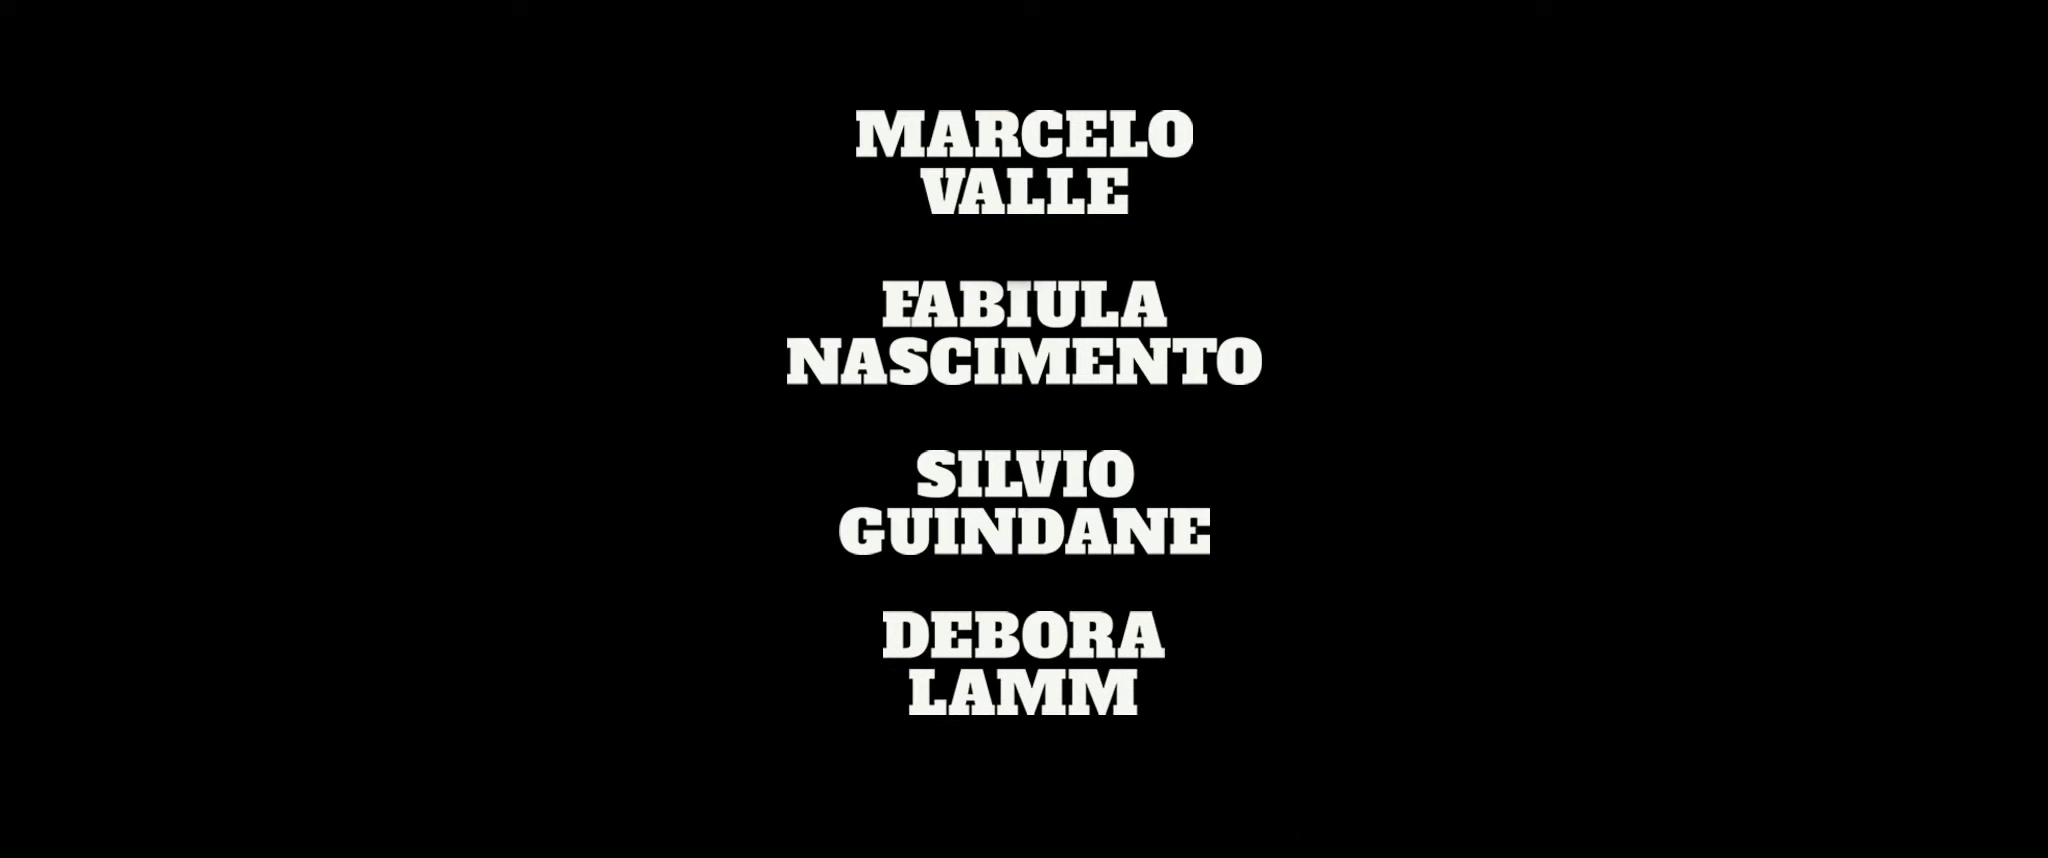 MARCELO
VALLE
FABIULA
NASCIMENTO
SILVIO
GUINDANE
DEBORA
LAMM